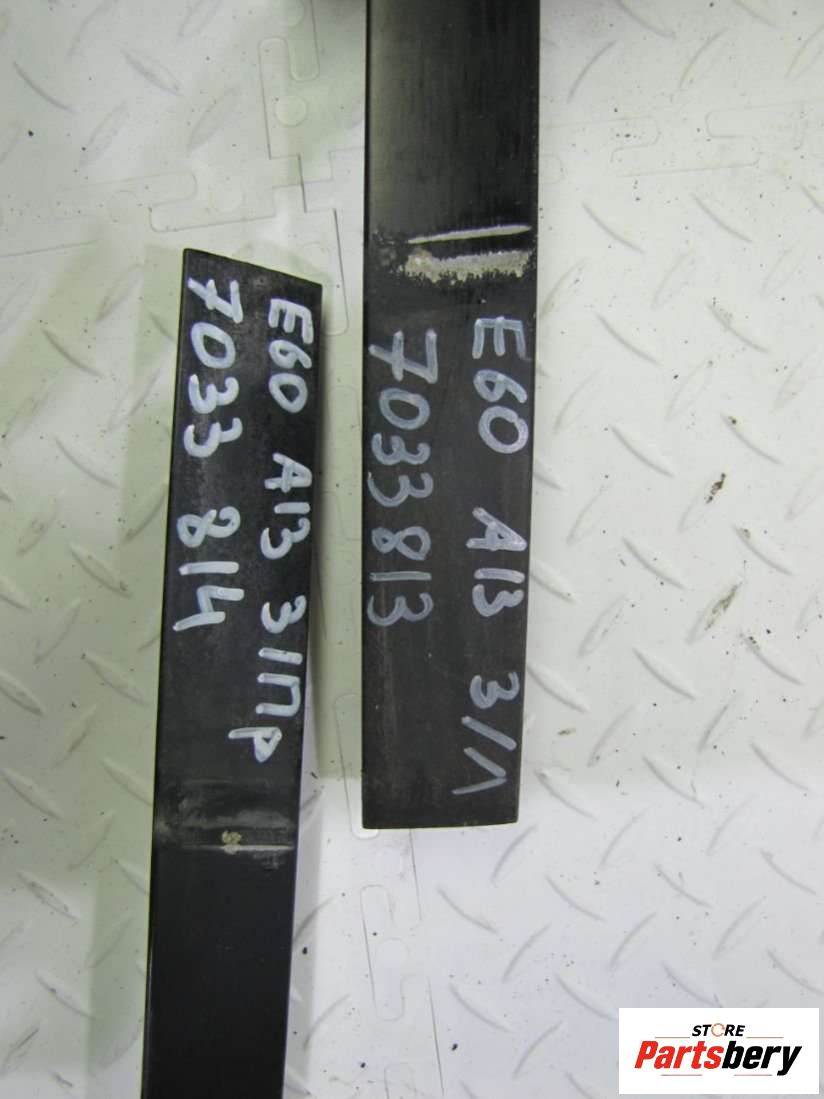 E60 A13 3/ПР
7033 814
E60 A13 3/Л
7033813
STORE
Partsbery